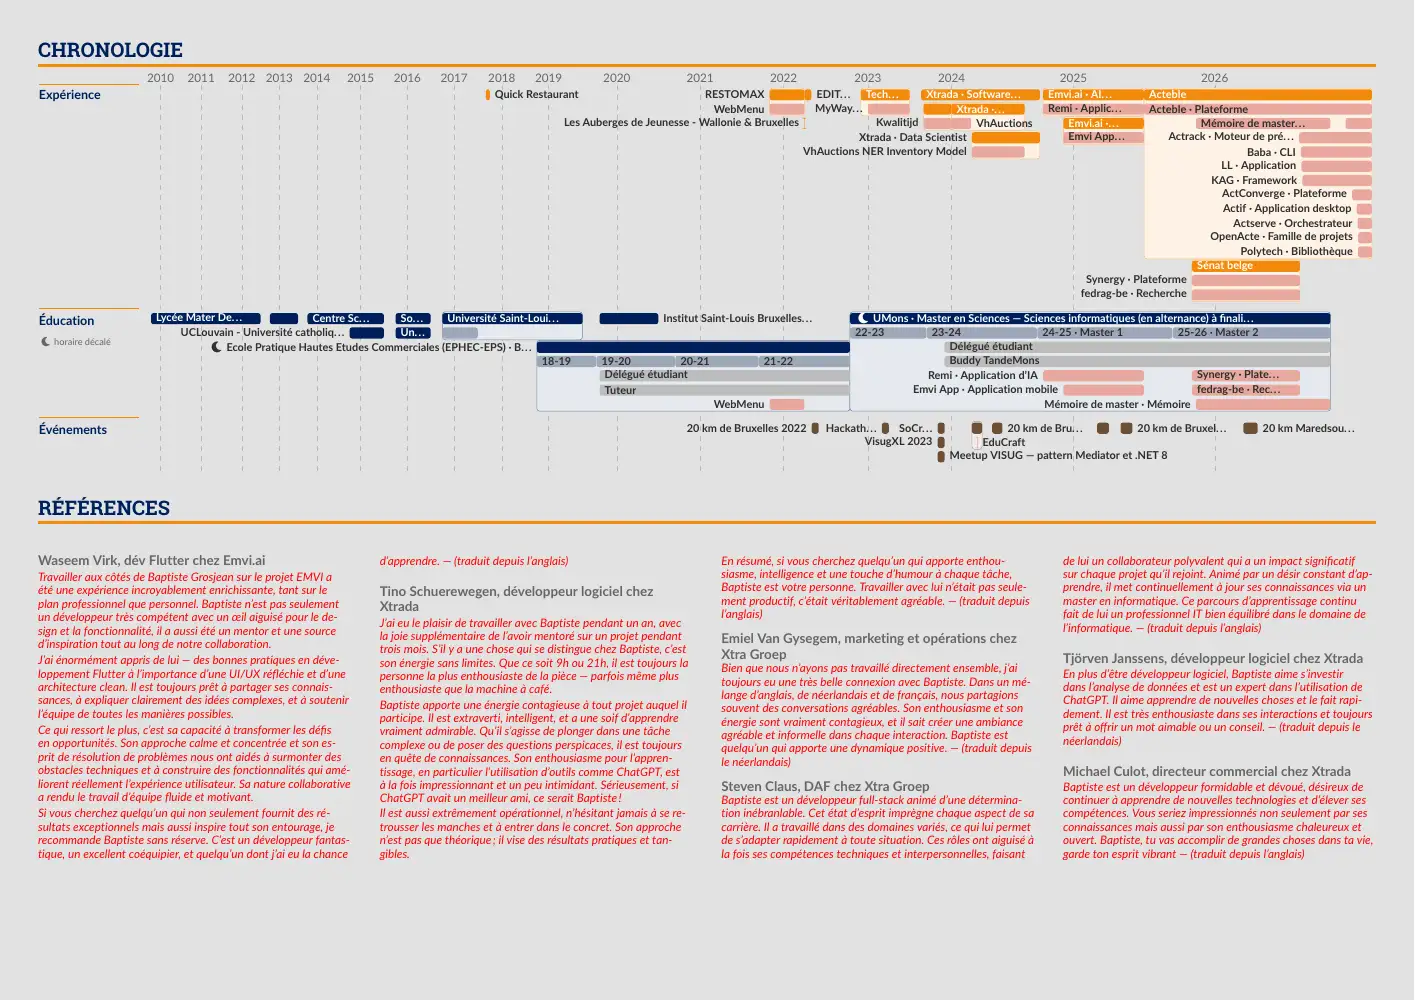 CHRONOLOGIE
2010 2011 2012 2013 2014 2015 2016 2017 2018 2019 2020 2021 2022 2023 2024 2025 2026
Expérience
Quick Restaurant
RESTOMAX
EDIT…
Tech…
Xtrada · Software…
Emvi.ai · AI…
Acteble
WebMenu
MyWay…
Xtrada ·…
Remi · Applic…
Acteble · Plateforme
Les Auberges de Jeunesse - Wallonie & Bruxelles
Kwalitijd
VhAuctions
Emvi.ai ·…
Mémoire de master…
Xtrada · Data Scientist
Emvi App…
Actrack · Moteur de pré…
VhAuctions NER Inventory Model
Baba · CLI
LL · Application
KAG · Framework
ActConverge · Plateforme
Actif · Application desktop
Actserve · Orchestrateur
OpenActe · Famille de projets
Polytech · Bibliothèque
Sénat belge
Synergy · Plateforme
fedrag-be · Recherche
Éducation
horaire décalé
Lycée Mater De…
Centre Sc…
So…
Université Saint-Loui…
Institut Saint-Louis Bruxelles…
UMons · Master en Sciences — Sciences informatiques (en alternance) à finali…
UCLouvain - Université catholiq…
Un…
22-23
23-24
24-25 · Master 1
25-26 · Master 2
Ecole Pratique Hautes Etudes Commerciales (EPHEC-EPS) · B…
Délégué étudiant
18-19
19-20
20-21
21-22
Buddy TandeMons
Délégué étudiant
Remi · Application d'IA
Synergy · Plate…
Tuteur
Emvi App · Application mobile
fedrag-be · Rec…
WebMenu
Mémoire de master · Mémoire
Événements
20 km de Bruxelles 2022
Hackath…
SoCr…
20 km de Bru…
20 km de Bruxel…
20 km Maredsou…
VisugXL 2023
EduCraft
Meetup VISUG — pattern Mediator et .NET 8
RÉFÉRENCES
Waseem Virk, dév Flutter chez Emvi.ai
Travailler aux côtés de Baptiste Grosjean sur le projet EMVI a
été une expérience incroyablement enrichissante, tant sur le
plan professionnel que personnel. Baptiste n'est pas seulement
un développeur très compétent avec un œil aiguisé pour le de-
sign et la fonctionnalité, il a aussi été un mentor et une source
d'inspiration tout au long de notre collaboration.
J'ai énormément appris de lui — des bonnes pratiques en déve-
loppement Flutter à l'importance d'une UI/UX réfléchie et d'une
architecture clean. Il est toujours prêt à partager ses connais-
sances, à expliquer clairement des idées complexes, et à soutenir
l'équipe de toutes les manières possibles.
Ce qui ressort le plus, c'est sa capacité à transformer les défis
en opportunités. Son approche calme et concentrée et son es-
prit de résolution de problèmes nous ont aidés à surmonter des
obstacles techniques et à construire des fonctionnalités qui amé-
liorent réellement l'expérience utilisateur. Sa nature collaborative
a rendu le travail d'équipe fluide et motivant.
Si vous cherchez quelqu'un qui non seulement fournit des ré-
sultats exceptionnels mais aussi inspire tout son entourage, je
recommande Baptiste sans réserve. C'est un développeur fantas-
tique, un excellent coéquipier, et quelqu'un dont j'ai eu la chance
d'apprendre. — (traduit depuis l'anglais)
Tino Schuerewegen, développeur logiciel chez
Xtrada
J'ai eu le plaisir de travailler avec Baptiste pendant un an, avec
la joie supplémentaire de l'avoir mentoré sur un projet pendant
trois mois. S'il y a une chose qui se distingue chez Baptiste, c'est
son énergie sans limites. Que ce soit 9h ou 21h, il est toujours la
personne la plus enthousiaste de la pièce — parfois même plus
enthousiaste que la machine à café.
Baptiste apporte une énergie contagieuse à tout projet auquel il
participe. Il est extraverti, intelligent, et a une soif d'apprendre
vraiment admirable. Qu'il s'agisse de plonger dans une tâche
complexe ou de poser des questions perspicaces, il est toujours
en quête de connaissances. Son enthousiasme pour l'appren-
tissage, en particulier l'utilisation d'outils comme ChatGPT, est
à la fois impressionnant et un peu intimidant. Sérieusement, si
ChatGPT avait un meilleur ami, ce serait Baptiste !
Il est aussi extrêmement opérationnel, n'hésitant jamais à se re-
trousser les manches et à entrer dans le concret. Son approche
n'est pas que théorique ; il vise des résultats pratiques et tan-
gibles.
En résumé, si vous cherchez quelqu'un qui apporte enthou-
siasme, intelligence et une touche d'humour à chaque tâche,
Baptiste est votre personne. Travailler avec lui n'était pas seule-
ment productif, c'était véritablement agréable. — (traduit depuis
l'anglais)
Emiel Van Gysegem, marketing et opérations chez
Xtra Groep
Bien que nous n'ayons pas travaillé directement ensemble, j'ai
toujours eu une très belle connexion avec Baptiste. Dans un mé-
lange d'anglais, de néerlandais et de français, nous partagions
souvent des conversations agréables. Son enthousiasme et son
énergie sont vraiment contagieux, et il sait créer une ambiance
agréable et informelle dans chaque interaction. Baptiste est
quelqu'un qui apporte une dynamique positive. — (traduit depuis
le néerlandais)
Steven Claus, DAF chez Xtra Groep
Baptiste est un développeur full-stack animé d'une détermina-
tion inébranlable. Cet état d'esprit imprègne chaque aspect de sa
carrière. Il a travaillé dans des domaines variés, ce qui lui permet
de s'adapter rapidement à toute situation. Ces rôles ont aiguisé à
la fois ses compétences techniques et interpersonnelles, faisant
de lui un collaborateur polyvalent qui a un impact significatif
sur chaque projet qu'il rejoint. Animé par un désir constant d'ap-
prendre, il met continuellement à jour ses connaissances via un
master en informatique. Ce parcours d'apprentissage continu
fait de lui un professionnel IT bien équilibré dans le domaine de
l'informatique. — (traduit depuis l'anglais)
Tjörven Janssens, développeur logiciel chez Xtrada
En plus d'être développeur logiciel, Baptiste aime s'investir
dans l'analyse de données et est un expert dans l'utilisation de
ChatGPT. Il aime apprendre de nouvelles choses et le fait rapi-
dement. Il est très enthousiaste dans ses interactions et toujours
prêt à offrir un mot aimable ou un conseil. — (traduit depuis le
néerlandais)
Michael Culot, directeur commercial chez Xtrada
Baptiste est un développeur formidable et dévoué, désireux de
continuer à apprendre de nouvelles technologies et d'élever ses
compétences. Vous seriez impressionnés non seulement par ses
connaissances mais aussi par son enthousiasme chaleureux et
ouvert. Baptiste, tu vas accomplir de grandes choses dans ta vie,
garde ton esprit vibrant — (traduit depuis l'anglais)